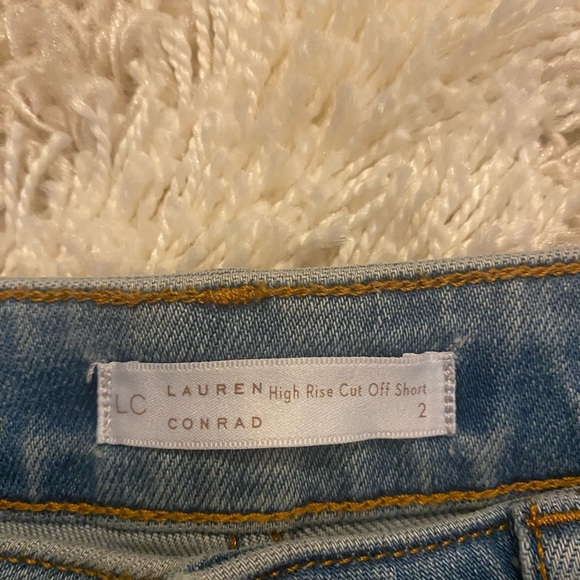 LC
LAUREN
CONRAD
High Rise Cut Off Short
2